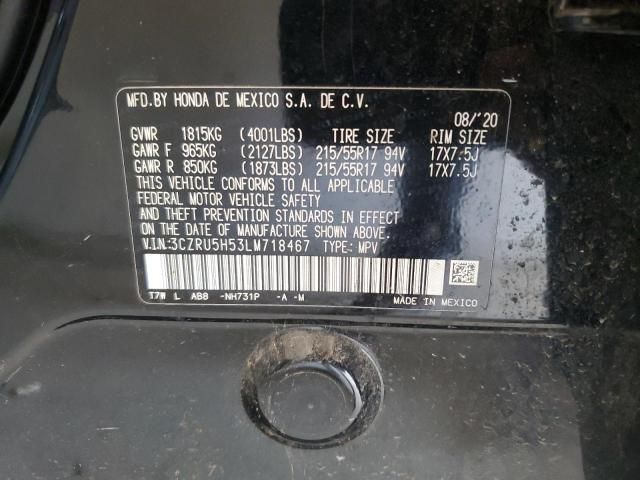 MFD.BY HONDA DE MEXICO S.A. DE C.V.
08/'20
GVWR 1815KG (4001LBS) TIRE SIZE RIM SIZE
GAWR F 965KG (2127LBS) 215/55R17 94V 17X7.5J
GAWR R 850KG (1873LBS) 215/55R17 94V 17X7.5J
THIS VEHICLE CONFORMS TO ALL APPLICABLE
FEDERAL MOTOR VEHICLE SAFETY
AND THEFT PREVENTION STANDARDS IN EFFECT
ON THE DATE OF MANUFACTURE SHOWN ABOVE.
V.I.N.:3CZRU5H53LM718467 TYPE: MPV
T7W L AB0 -NH731P -A -M MADE IN MEXICO